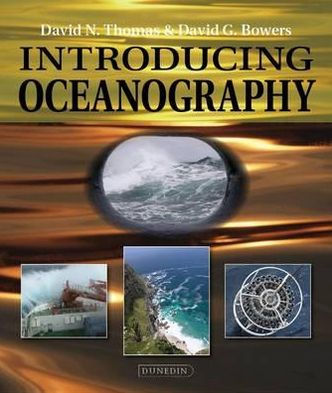 David N. Thomas & David G. Bowers
INTRODUCING
OCEANOGRAPHY
DUNEDIN